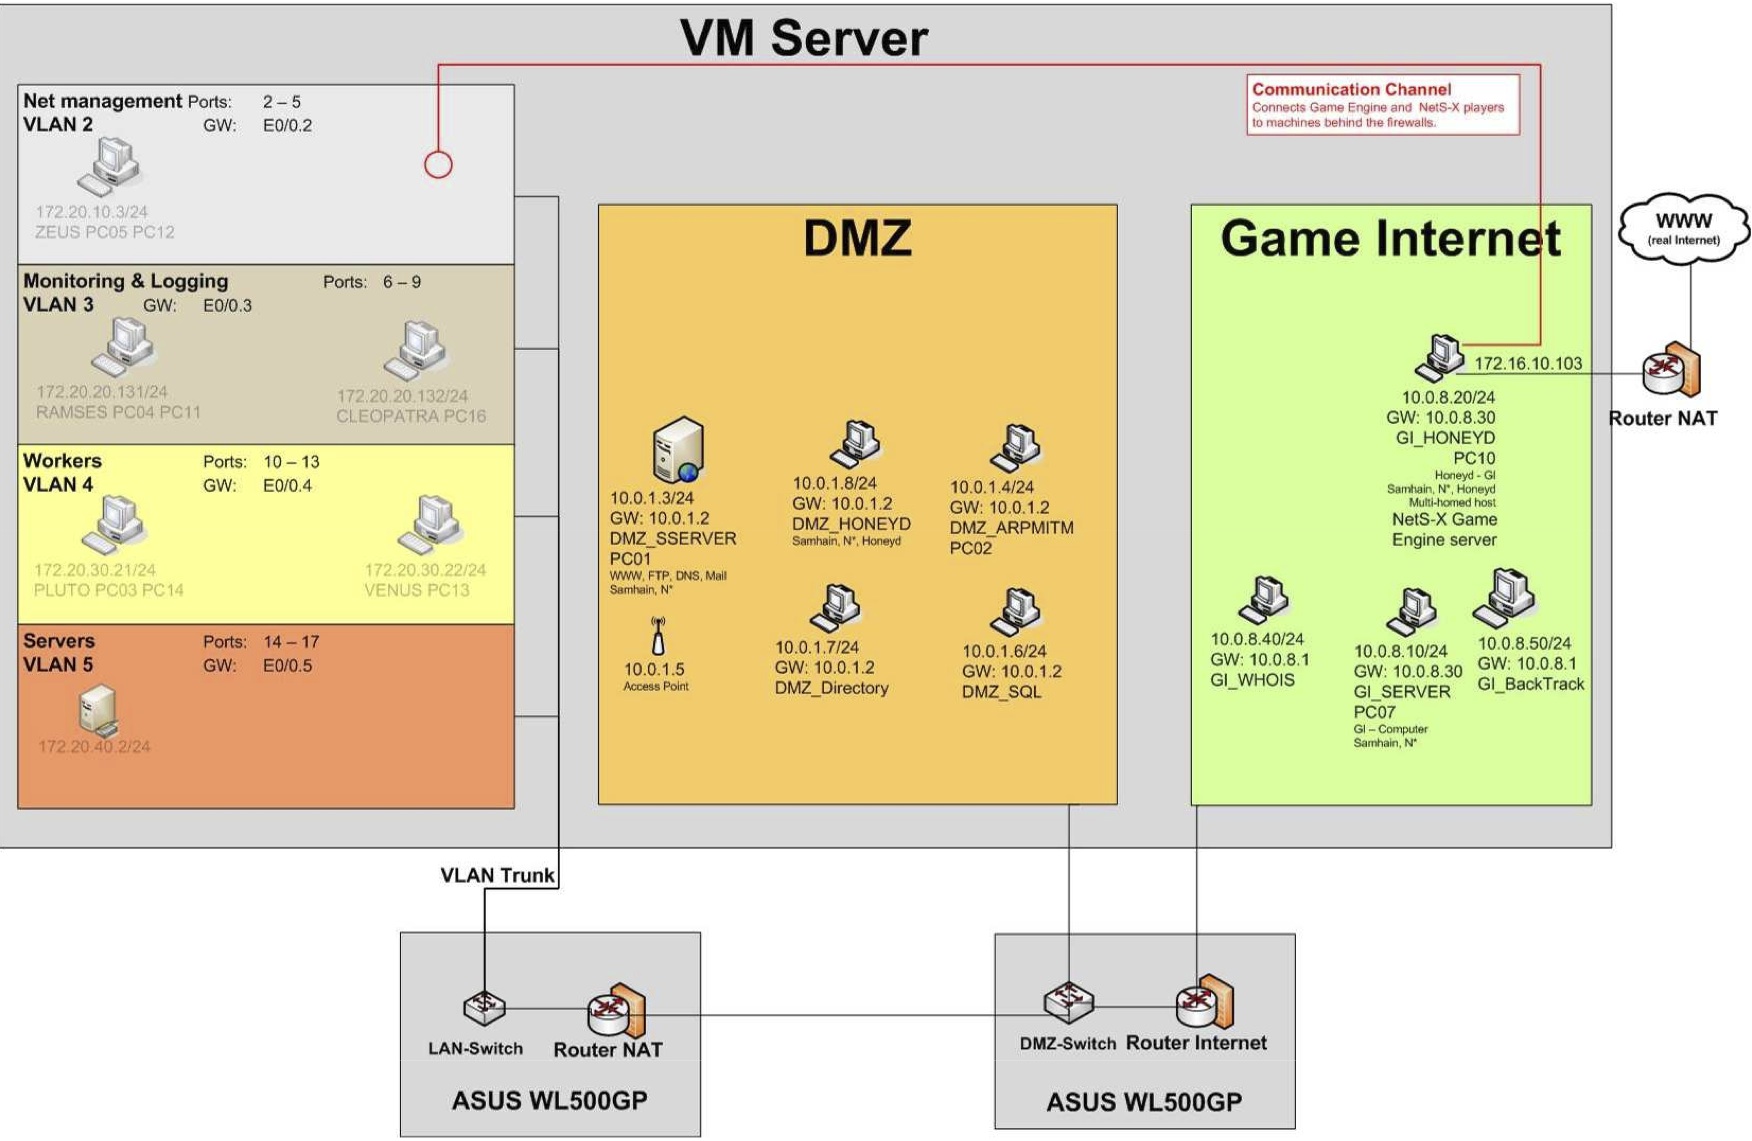 VM Server
Communication Channel
Connects Game Engine and NetS-X players
to machines behind the firewalls.
Net management Ports: 2 – 5
VLAN 2 GW: E0/0.2
172.20.10.3/24
ZEUS PC05 PC12
Monitoring & Logging Ports: 6 – 9
VLAN 3 GW: E0/0.3
172.20.20.131/24
RAMSES PC04 PC11
172.20.20.132/24
CLEOPATRA PC16
Workers Ports: 10 – 13
VLAN 4 GW: E0/0.4
172.20.30.21/24
PLUTO PC03 PC14
172.20.30.22/24
VENUS PC13
Servers Ports: 14 – 17
VLAN 5 GW: E0/0.5
172.20.40.2/24
DMZ
10.0.1.3/24
GW: 10.0.1.2
DMZ_SSERVER
PC01
WWW, FTP, DNS, Mail
Samhain, N*
10.0.1.8/24
GW: 10.0.1.2
DMZ_HONEYD
Samhain, N*, Honeyd
10.0.1.4/24
GW: 10.0.1.2
DMZ_ARPMITM
PC02
10.0.1.5
Access Point
10.0.1.7/24
GW: 10.0.1.2
DMZ_Directory
10.0.1.6/24
GW: 10.0.1.2
DMZ_SQL
Game Internet
172.16.10.103
10.0.8.20/24
GW: 10.0.8.30
GI_HONEYD
PC10
Honeyd - GI
Samhain, N*, Honeyd
Multi-homed host
NetS-X Game
Engine server
10.0.8.40/24
GW: 10.0.8.1
GI_WHOIS
10.0.8.10/24
GW: 10.0.8.30
GI_SERVER
PC07
GI – Computer
Samhain, N*
10.0.8.50/24
GW: 10.0.8.1
GI_BackTrack
WWW
(real Internet)
Router NAT
VLAN Trunk
LAN-Switch
Router NAT
ASUS WL500GP
DMZ-Switch
Router Internet
ASUS WL500GP